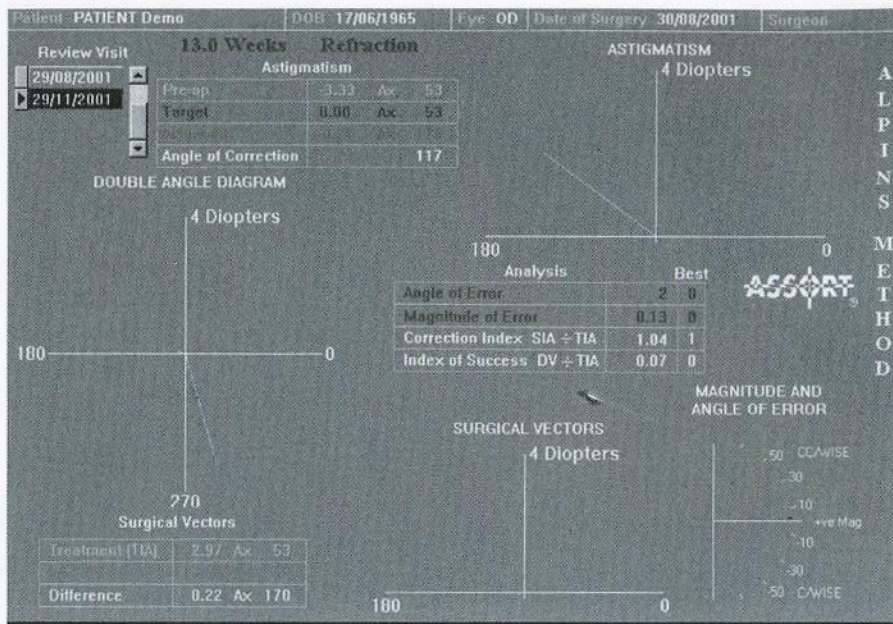 Patient PATIENT Demo DOB 17/06/1965 Eye OD Date of Surgery 30/08/2001 Surgeon
13.0 Weeks Refraction
Review Visit
29/08/2001
29/11/2001
Astigmatism
Pre-op Ax 53
Target 0.00 Ax 53
Angle of Correction 117
DOUBLE ANGLE DIAGRAM
4 Diopters
180
0
270
ASTIGMATISM
4 Diopters
180
0
Analysis Best
Angle of Error 2 0
Magnitude of Error 0.13 0
Correction Index SIA ÷ TIA 1.04 1
Index of Success DV ÷ TIA 0.07 0
ASSORT®
ALPINS METHOD
Surgical Vectors
Treatment (TIA) 2.97 Ax 53
Difference 0.22 Ax 170
SURGICAL VECTORS
4 Diopters
180
0
MAGNITUDE AND
ANGLE OF ERROR
50 CC/WISE
30
10
+ve Mag
-10
-30
50 C/WISE